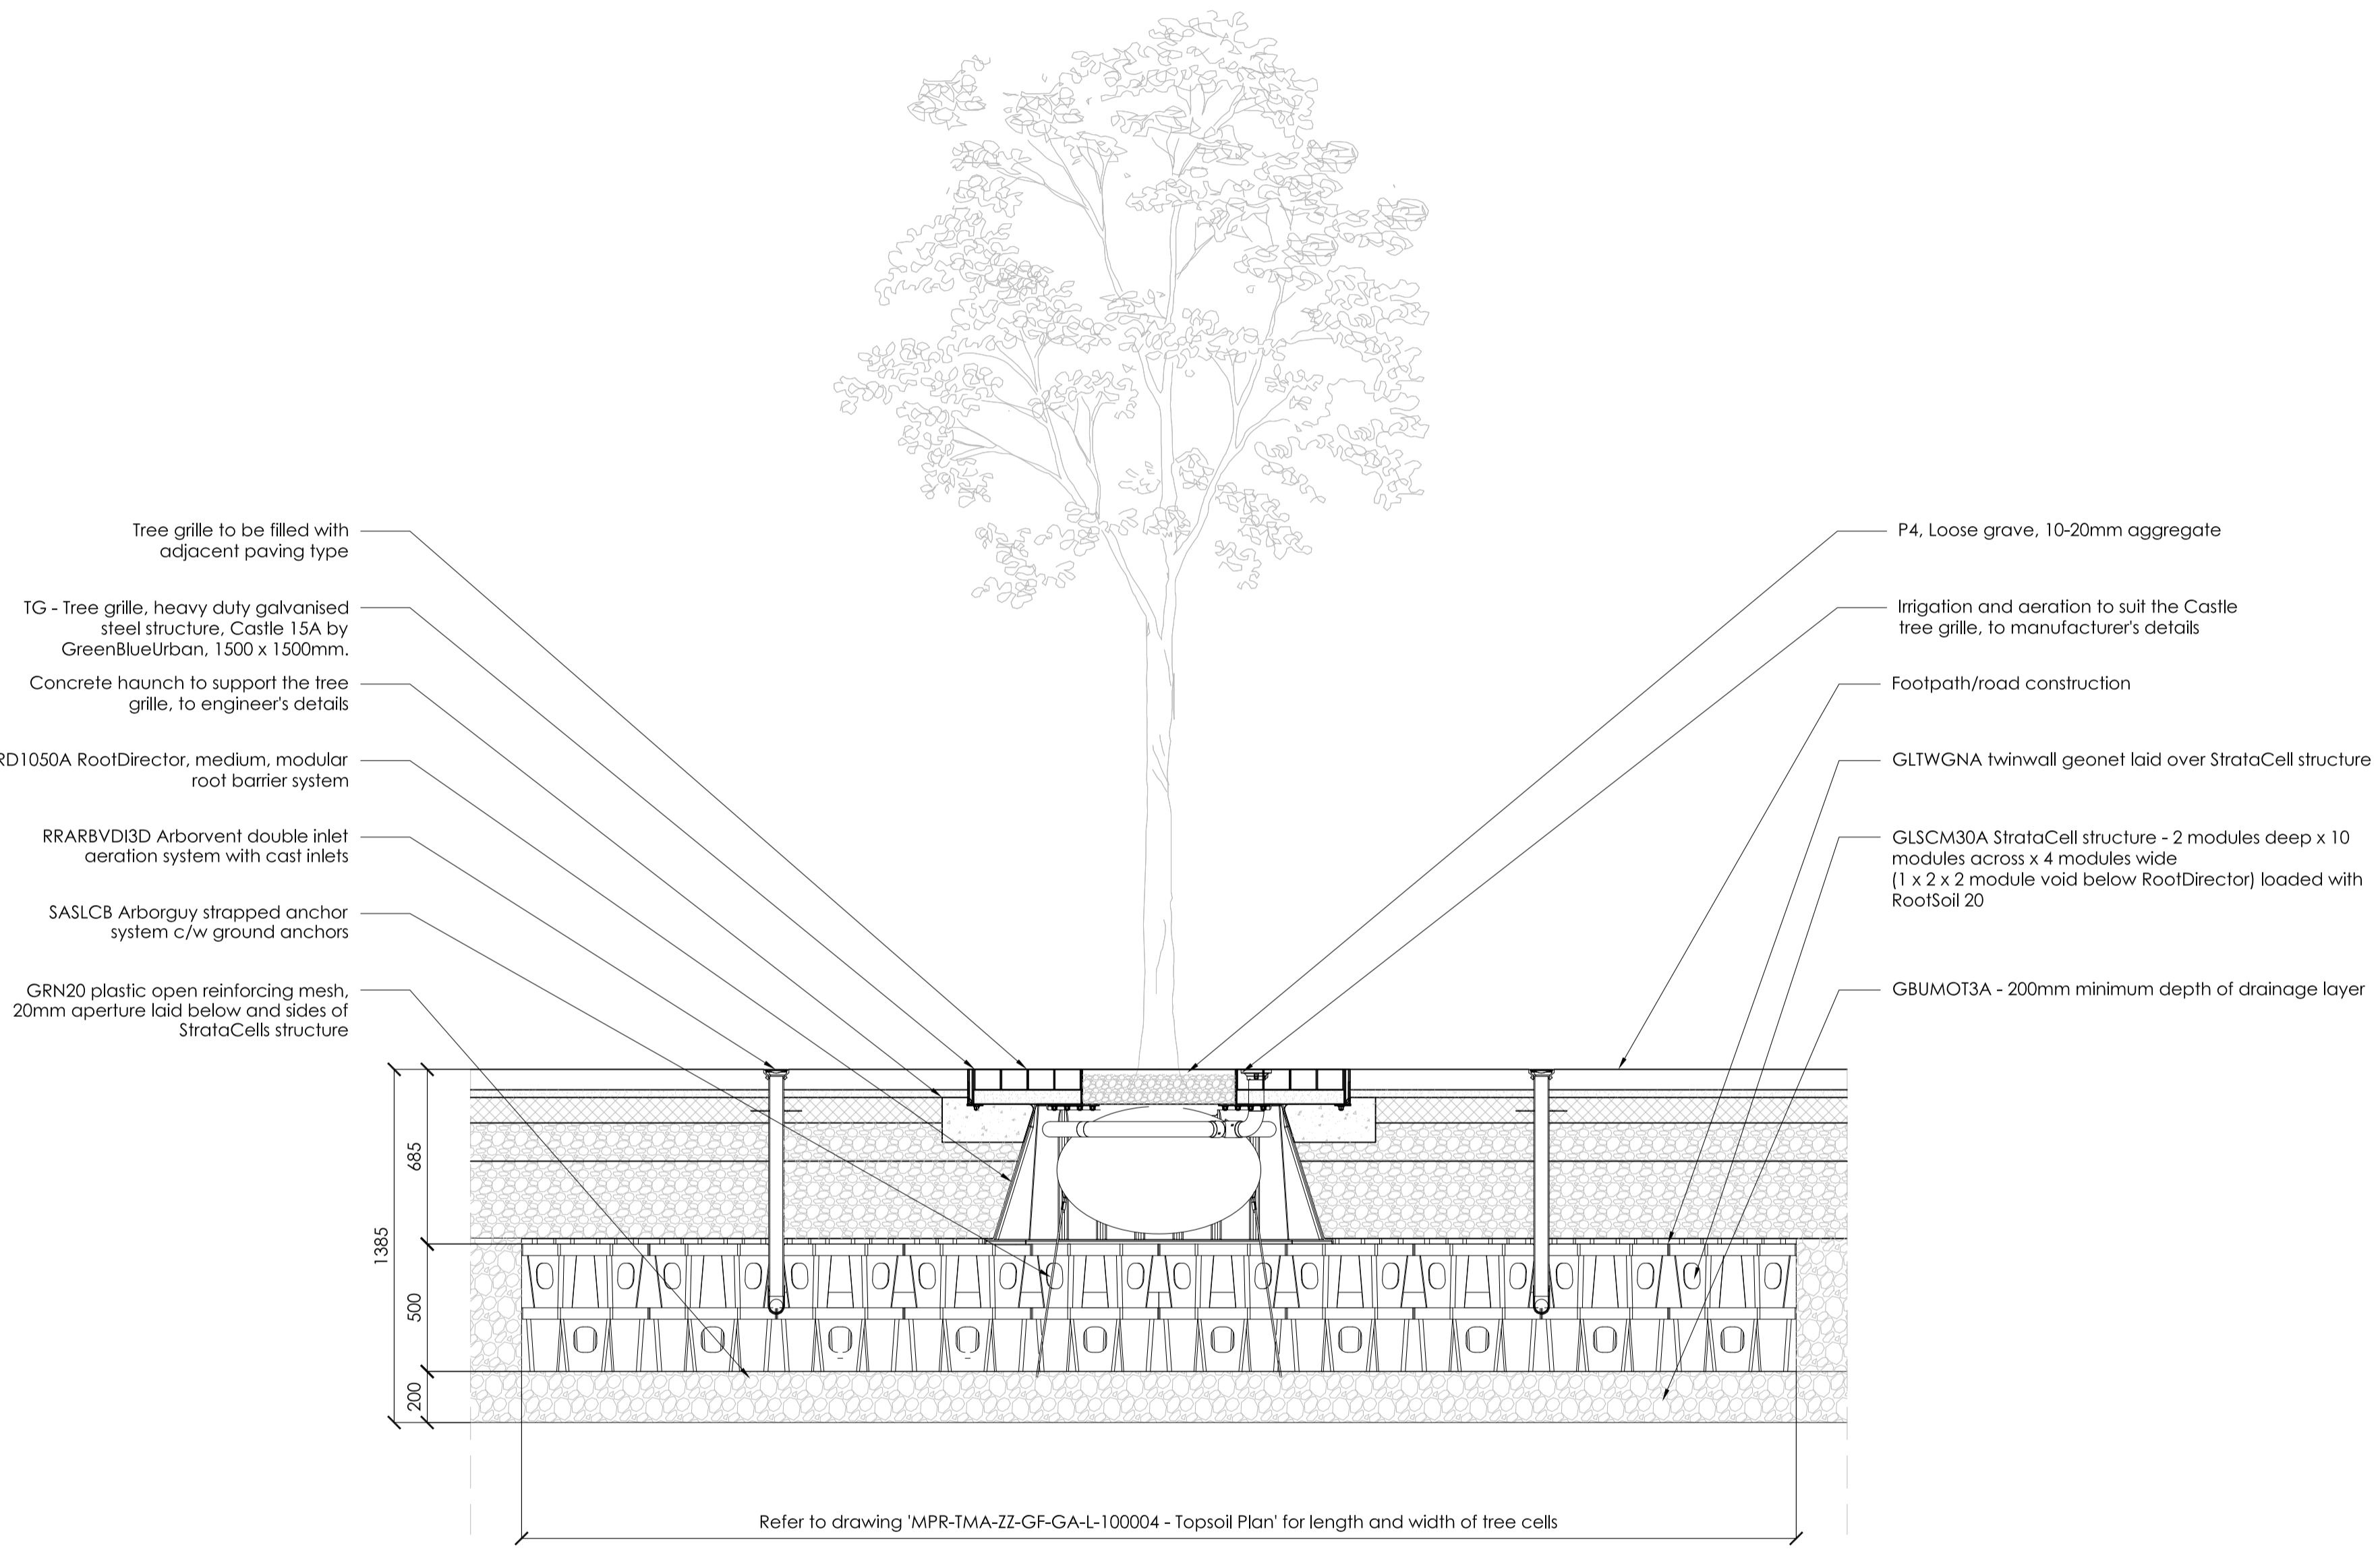 Tree grille to be filled with
adjacent paving type
TG - Tree grille, heavy duty galvanised
steel structure, Castle 15A by
GreenBlueUrban, 1500 x 1500mm.
Concrete haunch to support the tree
grille, to engineer's details
RD1050A RootDirector, medium, modular
root barrier system
RRARBVDI3D Arborvent double inlet
aeration system with cast inlets
SASLCB Arborguy strapped anchor
system c/w ground anchors
GRN20 plastic open reinforcing mesh,
20mm aperture laid below and sides of
StrataCells structure
P4, Loose grave, 10-20mm aggregate
Irrigation and aeration to suit the Castle
tree grille, to manufacturer's details
Footpath/road construction
GLTWGNA twinwall geonet laid over StrataCell structure
GLSCM30A StrataCell structure - 2 modules deep x 10
modules across x 4 modules wide
(1 x 2 x 2 module void below RootDirector) loaded with
RootSoil 20
GBUMOT3A - 200mm minimum depth of drainage layer
1385
685
500
200
Refer to drawing 'MPR-TMA-ZZ-GF-GA-L-100004 - Topsoil Plan' for length and width of tree cells